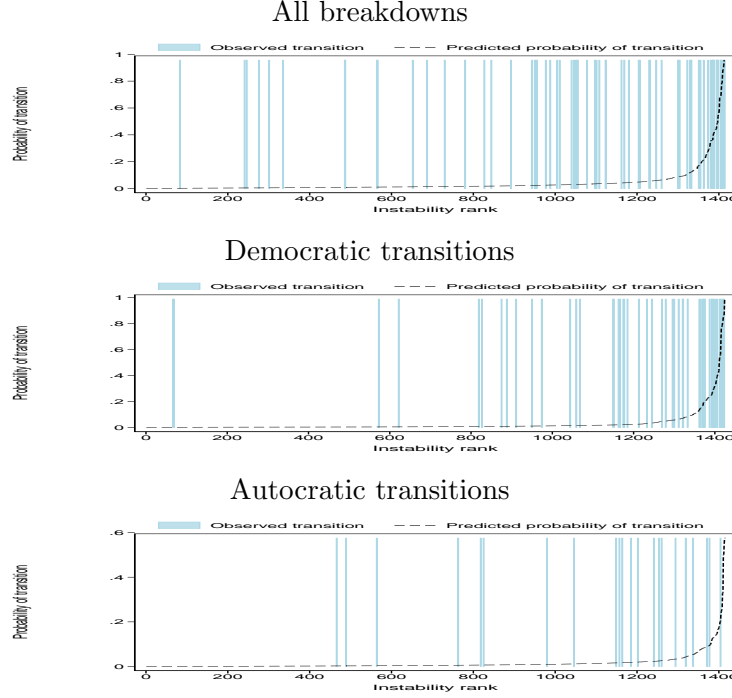 All breakdowns
Observed transition Predicted probability of transition
Probability of transition
1
.8
.6
.4
.2
0
0 200 400 600 800 1000 1200 1400
Instability rank
Democratic transitions
Observed transition Predicted probability of transition
Probability of transition
1
.8
.6
.4
.2
0
0 200 400 600 800 1000 1200 1400
Instability rank
Autocratic transitions
Observed transition Predicted probability of transition
Probability of transition
.6
.4
.2
0
0 200 400 600 800 1000 1200 1400
Instability rank